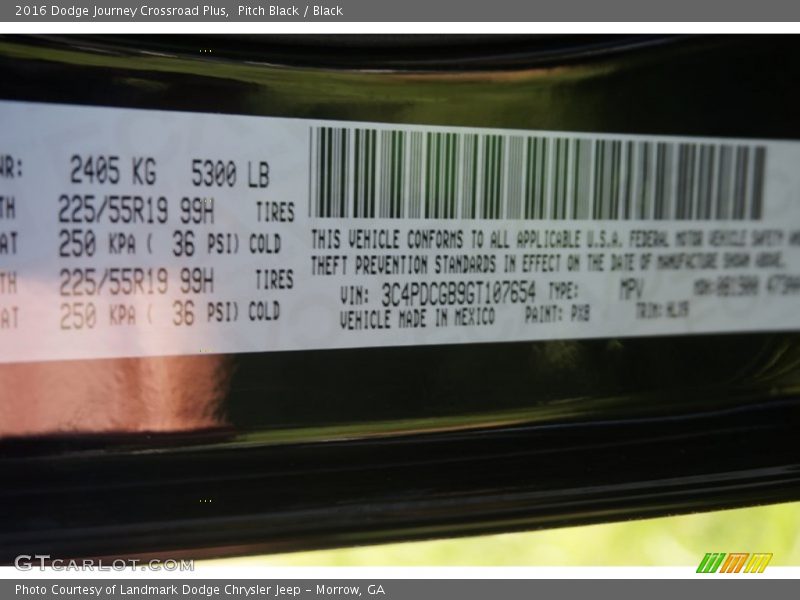 2016 Dodge Journey Crossroad Plus,  Pitch Black / Black
WR: 2405 KG 5300 LB
TH 225/55R19 99H TIRES
AT 250 KPA ( 36 PSI) COLD
TH 225/55R19 99H TIRES
AT 250 KPA ( 36 PSI) COLD
THIS VEHICLE CONFORMS TO ALL APPLICABLE U.S.A. FEDERAL MOTOR VEHICLE SAFETY
THEFT PREVENTION STANDARDS IN EFFECT ON THE DATE OF MANUFACTURE SHOWN ABOVE.
VIN: 3C4PDCGB9GT107654 TYPE: MPV
VEHICLE MADE IN MEXICO PAINT: PX8 TRIM:
GTCARLOT.COM
Photo Courtesy of Landmark Dodge Chrysler Jeep – Morrow, GA